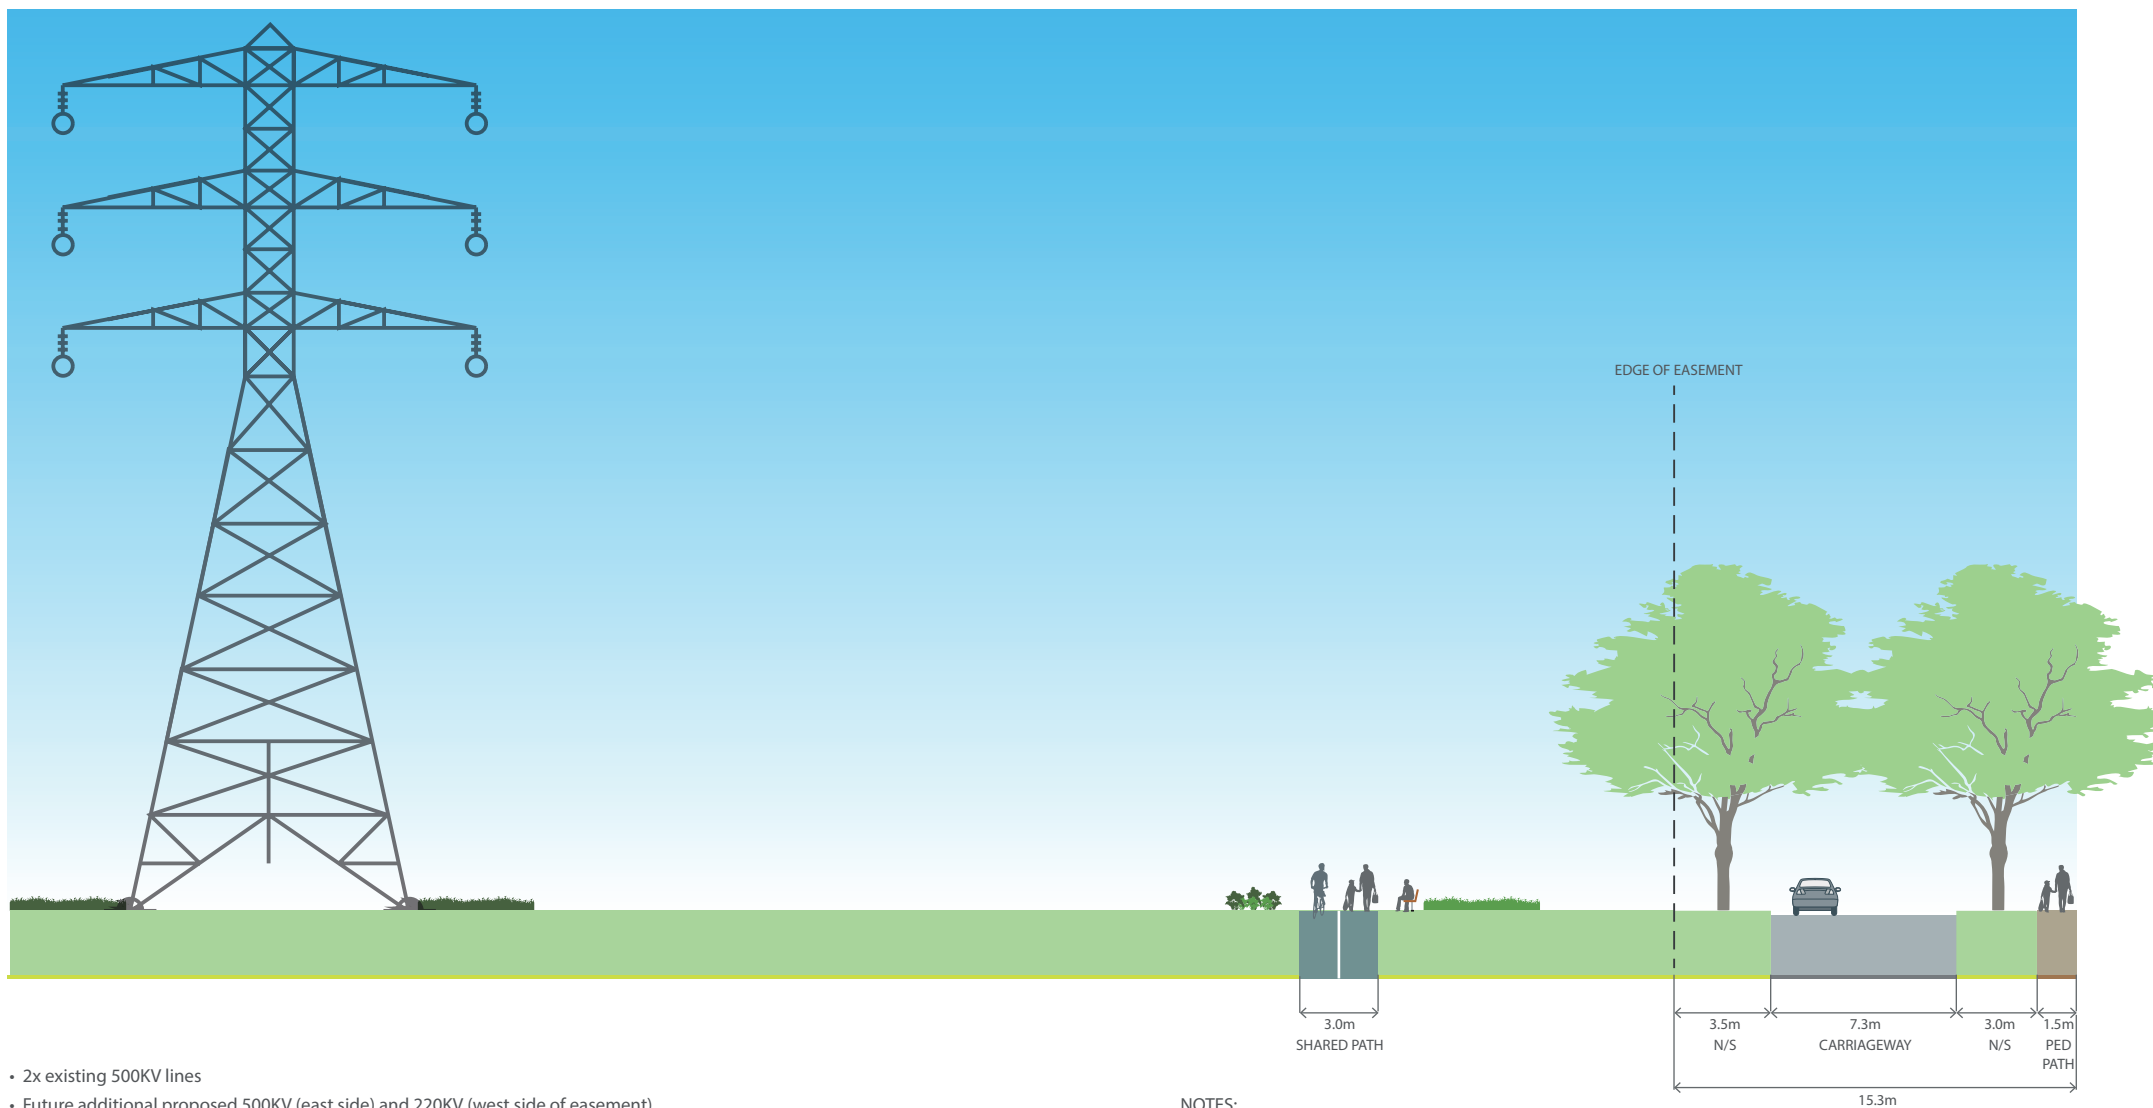 EDGE OF EASEMENT
3.0m
SHARED PATH
3.5m
N/S
7.3m
CARRIAGEWAY
3.0m
N/S
1.5m
PED
PATH
15.3m
• 2x existing 500KV lines
• Future additional proposed 500KV (east side) and 220KV (west side of easement)
NOTES: